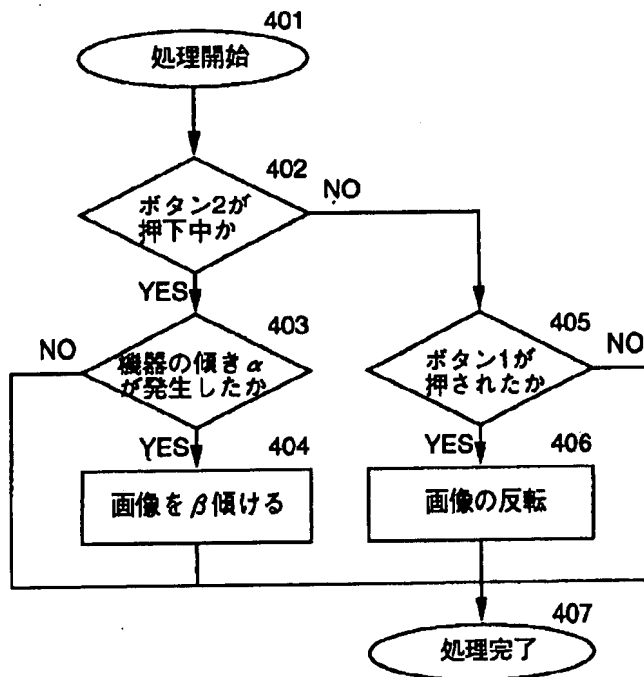 401
処理開始
402
NO
ボタン2が
押下中か
YES
403
NO
機器の傾きα
が発生したか
405
NO
ボタン1が
押されたか
YES
404
画像をβ傾ける
YES
406
画像の反転
407
処理完了